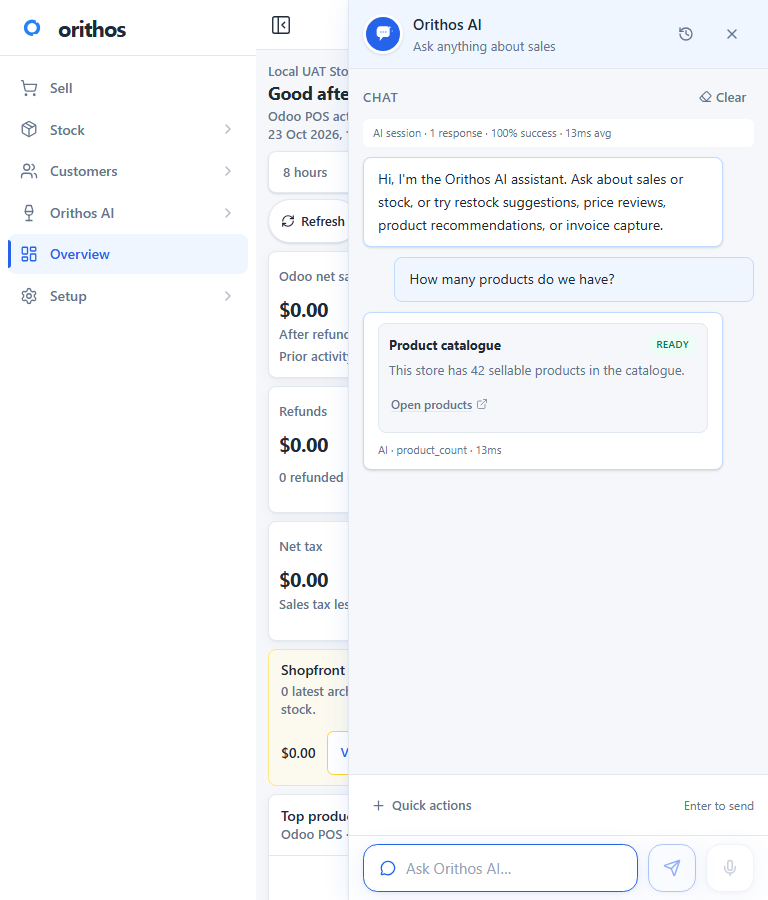 orithos
Sell
Stock
Customers
Orithos AI
Overview
Setup
Local UAT Sto
Good afte
Odoo POS act
23 Oct 2026,
8 hours
Refresh
Odoo net sa
$0.00
After refund
Prior activity
Refunds
$0.00
0 refunded
Net tax
$0.00
Sales tax les
Shopfront
0 latest arch
stock.
$0.00
V
Top produ
Odoo POS ·
Orithos AI
Ask anything about sales
CHAT
Clear
AI session · 1 response · 100% success · 13ms avg
Hi, I'm the Orithos AI assistant. Ask about sales or
stock, or try restock suggestions, price reviews,
product recommendations, or invoice capture.
How many products do we have?
Product catalogue
READY
This store has 42 sellable products in the catalogue.
Open products
AI · product_count · 13ms
Quick actions
Enter to send
Ask Orithos AI...